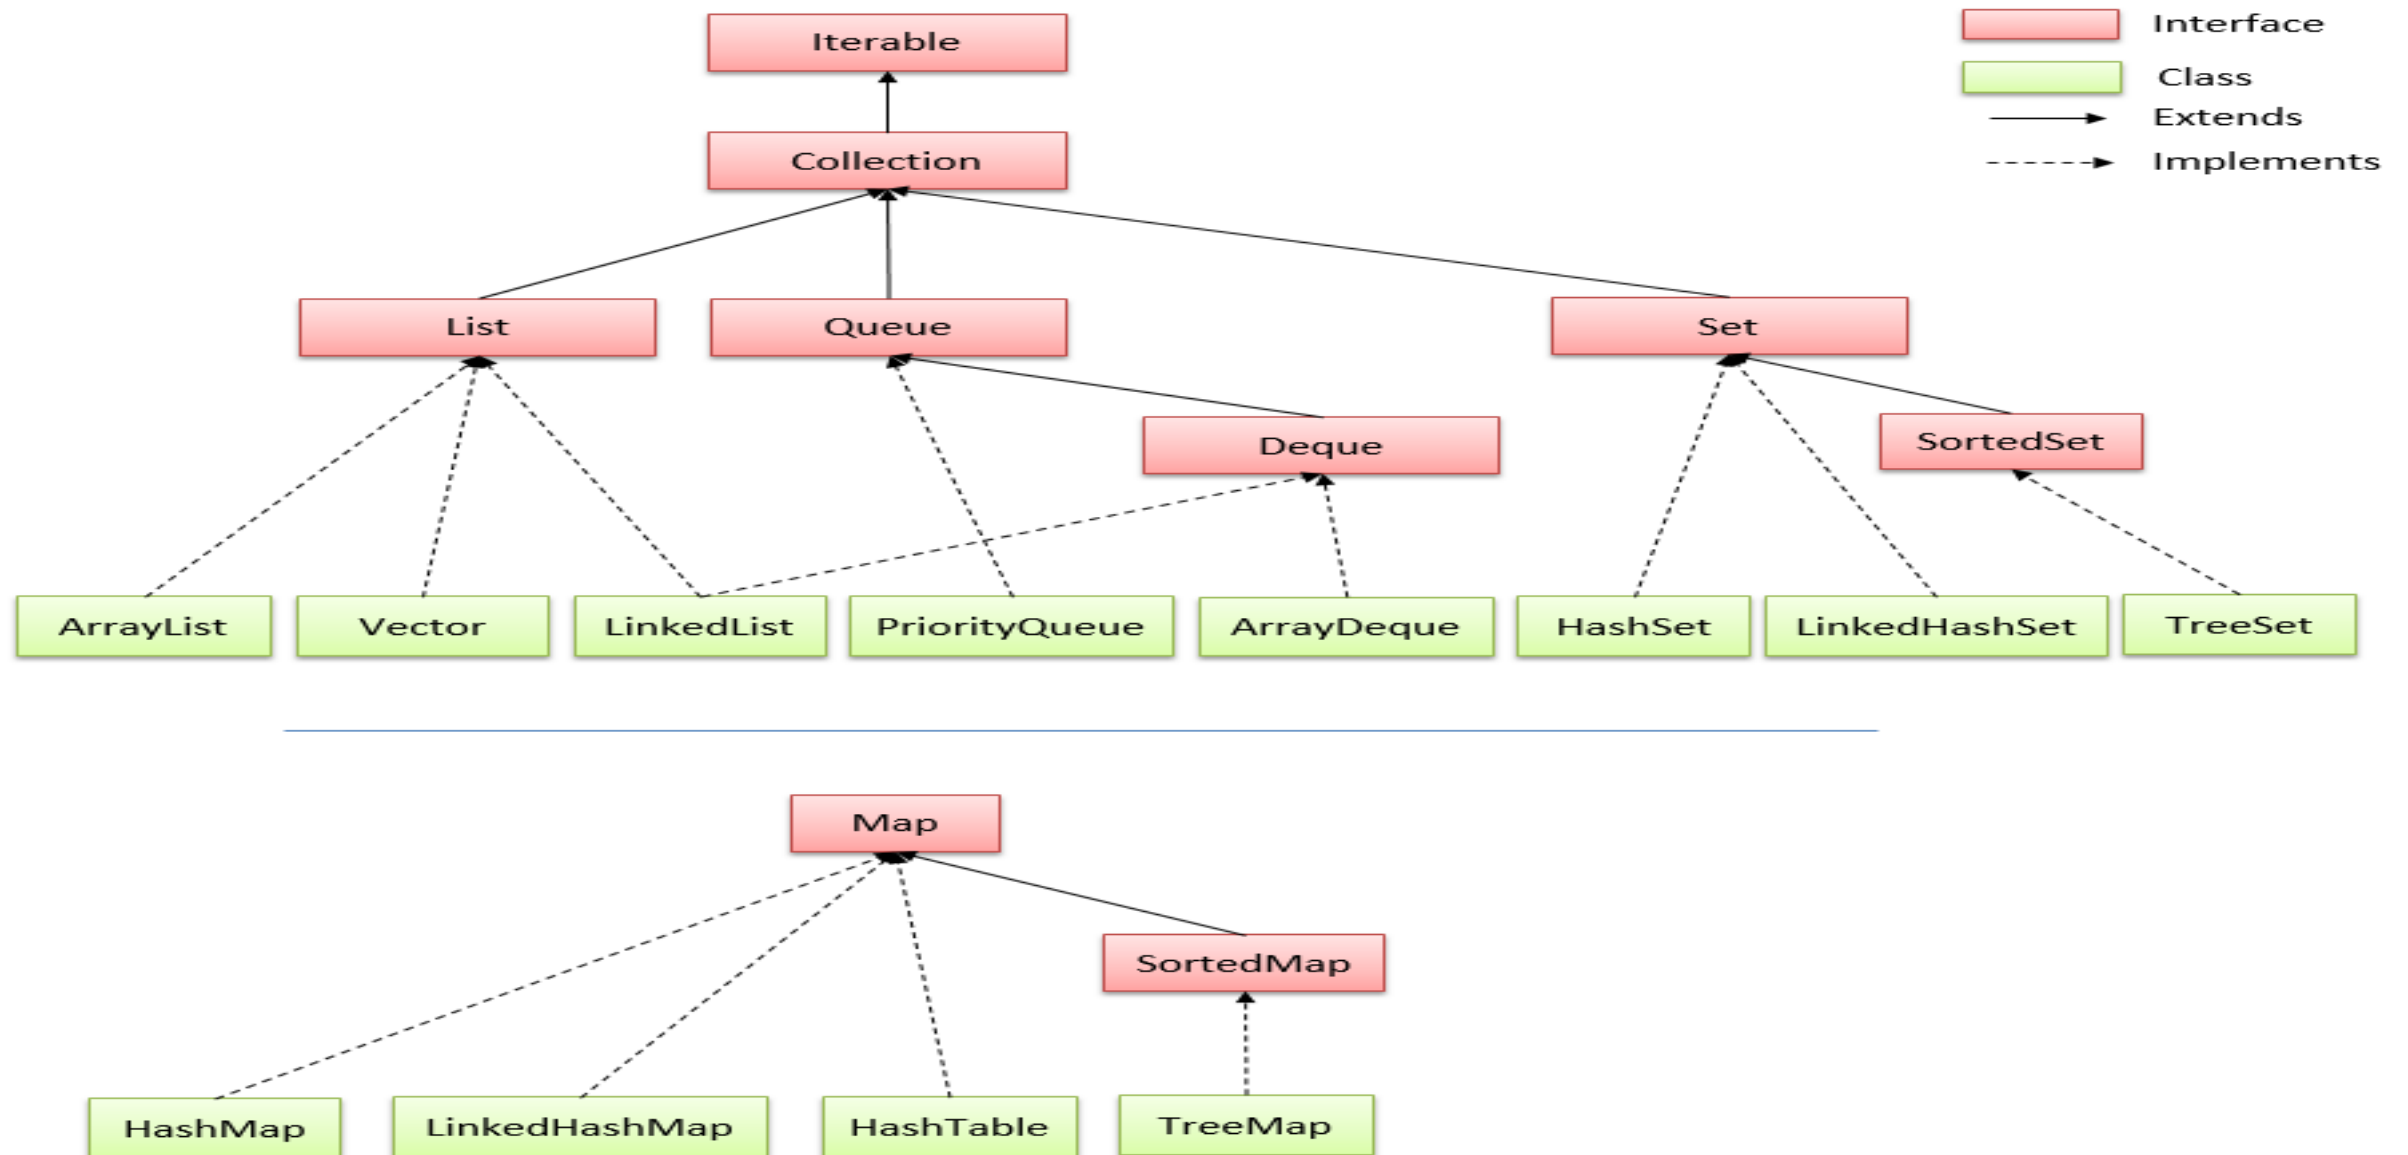 Iterable
Interface
Class
Extends
Implements
Collection
List
Queue
Set
Deque
SortedSet
ArrayList
Vector
LinkedList
PriorityQueue
ArrayDeque
HashSet
LinkedHashSet
TreeSet
Map
SortedMap
HashMap
LinkedHashMap
HashTable
TreeMap